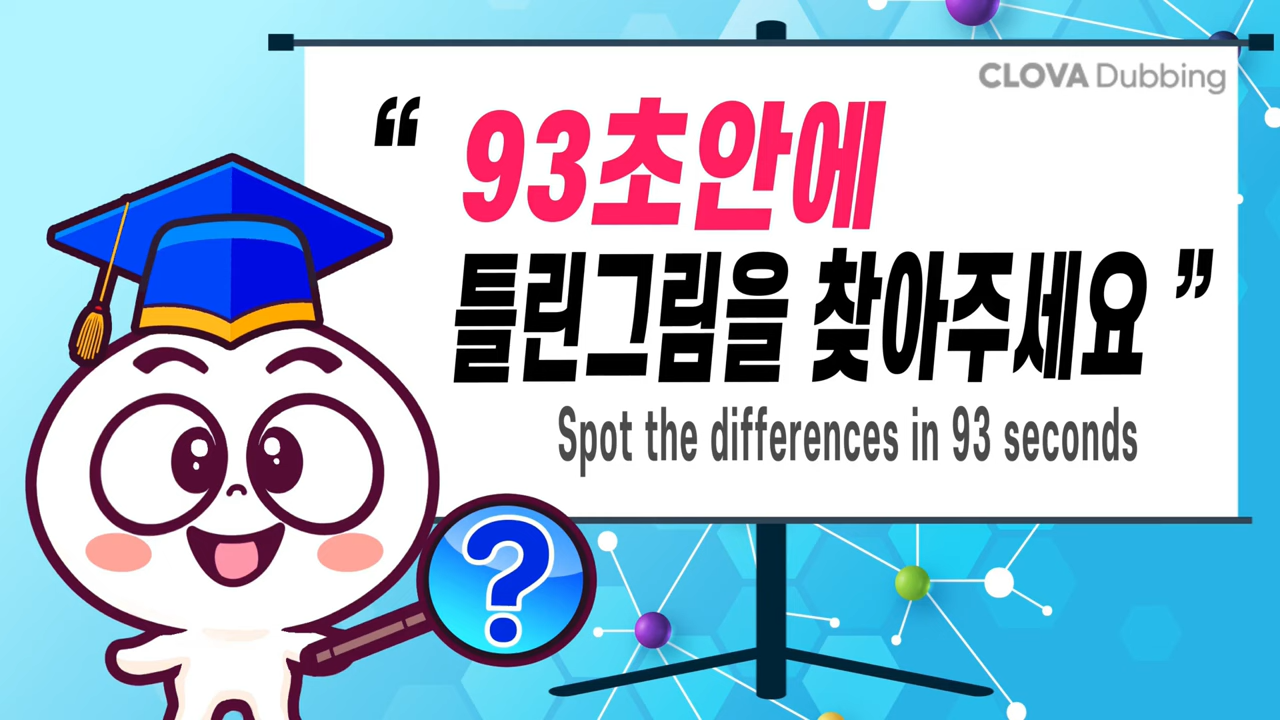 CLOVA Dubbing
“ 93초안에
틀린그림을 찾아주세요 ”
Spot the differences in 93 seconds
?